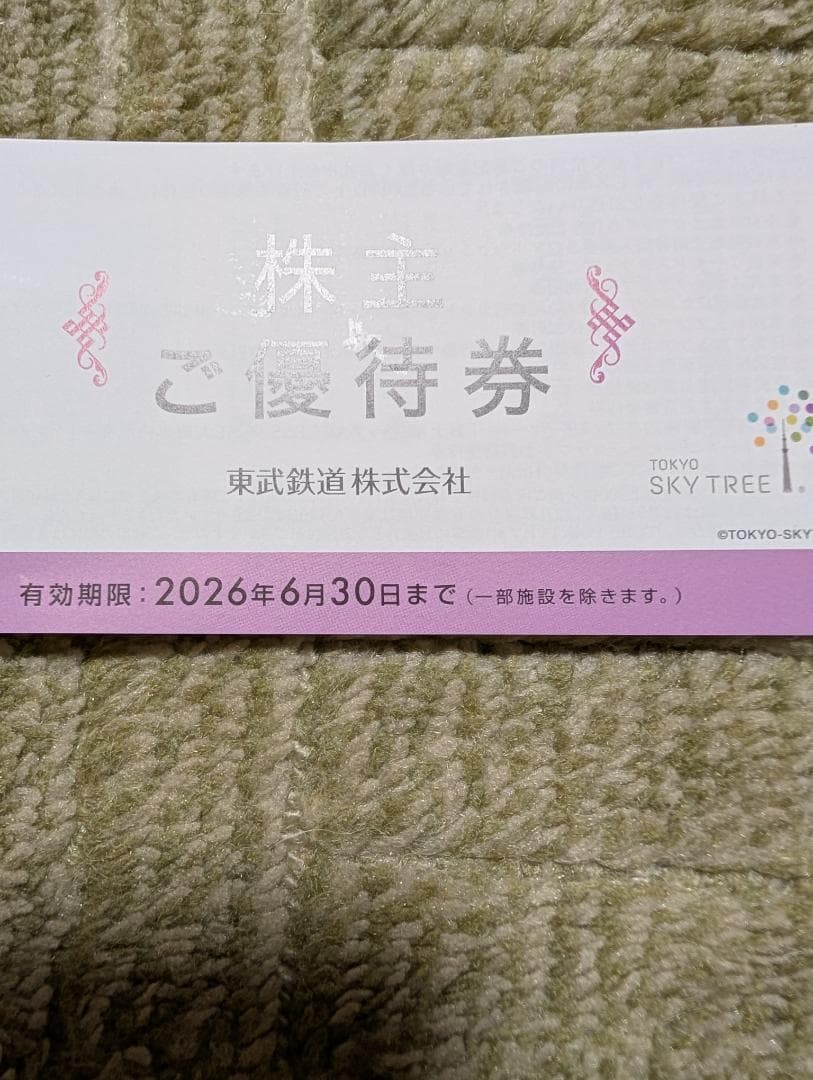 株主
ご優待券
東武鉄道株式会社
TOKYO
SKY TREE®
©TOKYO-SKY
有効期限:2026年6月30日まで(一部施設を除きます。)